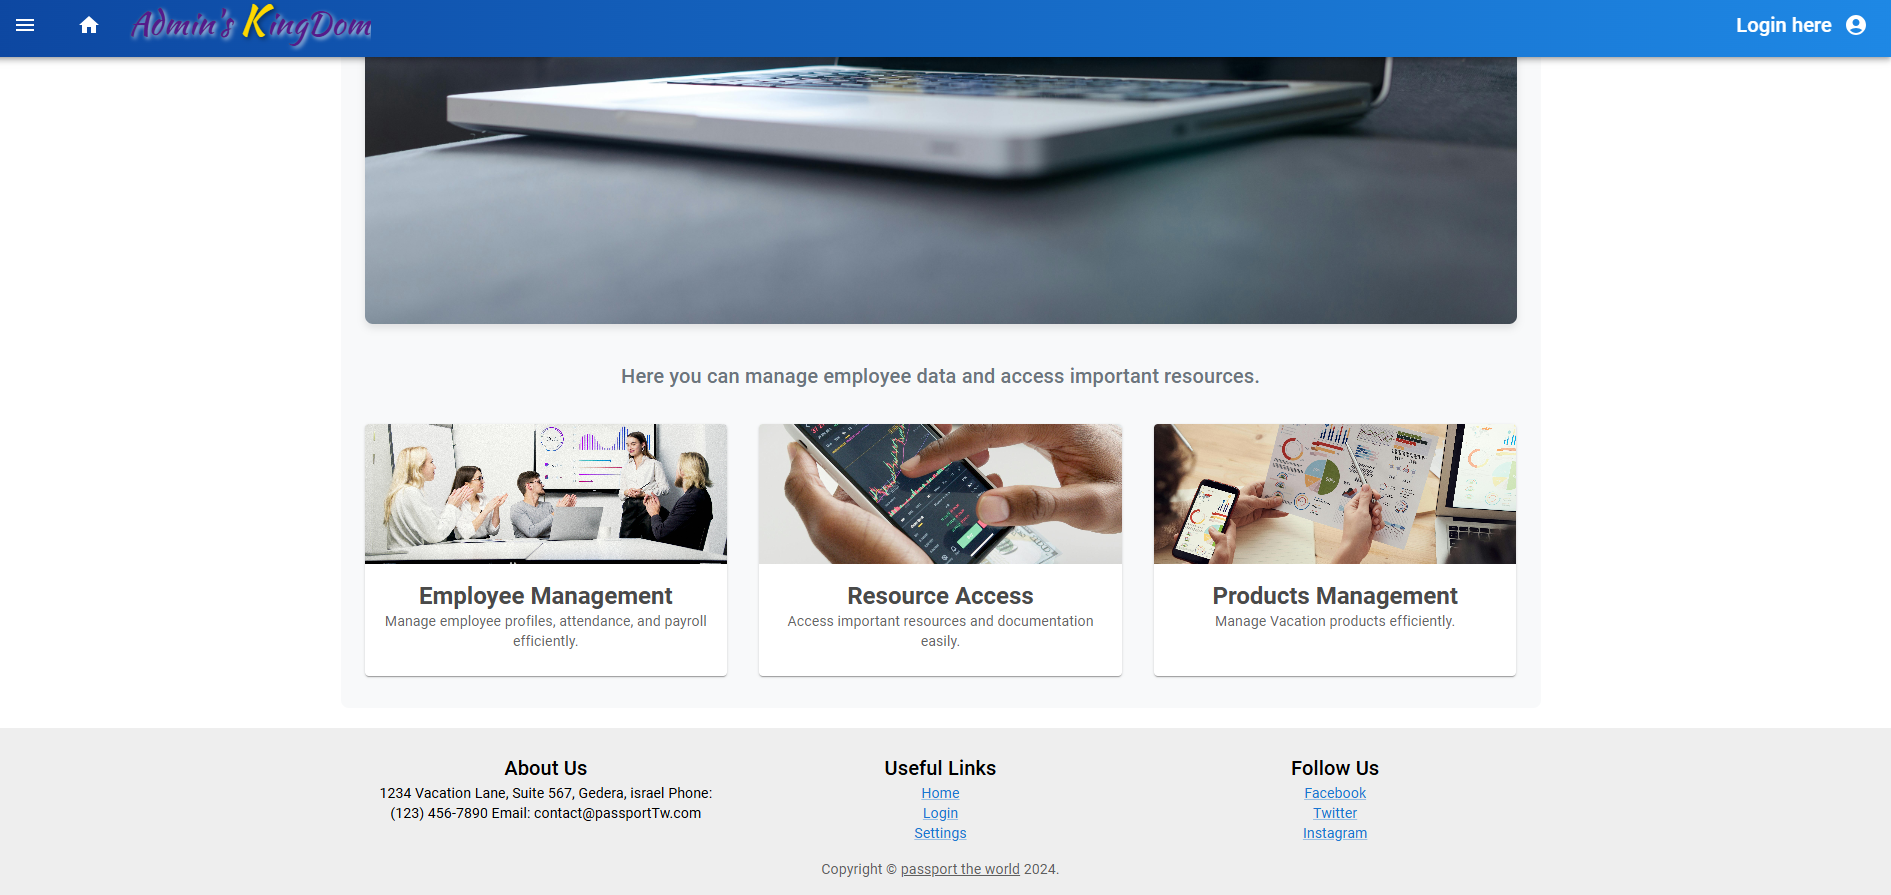 Admin's KingDom
Login here
Here you can manage employee data and access important resources.
Employee Management
Manage employee profiles, attendance, and payroll
efficiently.
Resource Access
Access important resources and documentation
easily.
Products Management
Manage Vacation products efficiently.
About Us
1234 Vacation Lane, Suite 567, Gedera, israel Phone:
(123) 456-7890 Email: contact@passportTw.com
Useful Links
Home
Login
Settings
Follow Us
Facebook
Twitter
Instagram
Copyright © passport the world 2024.